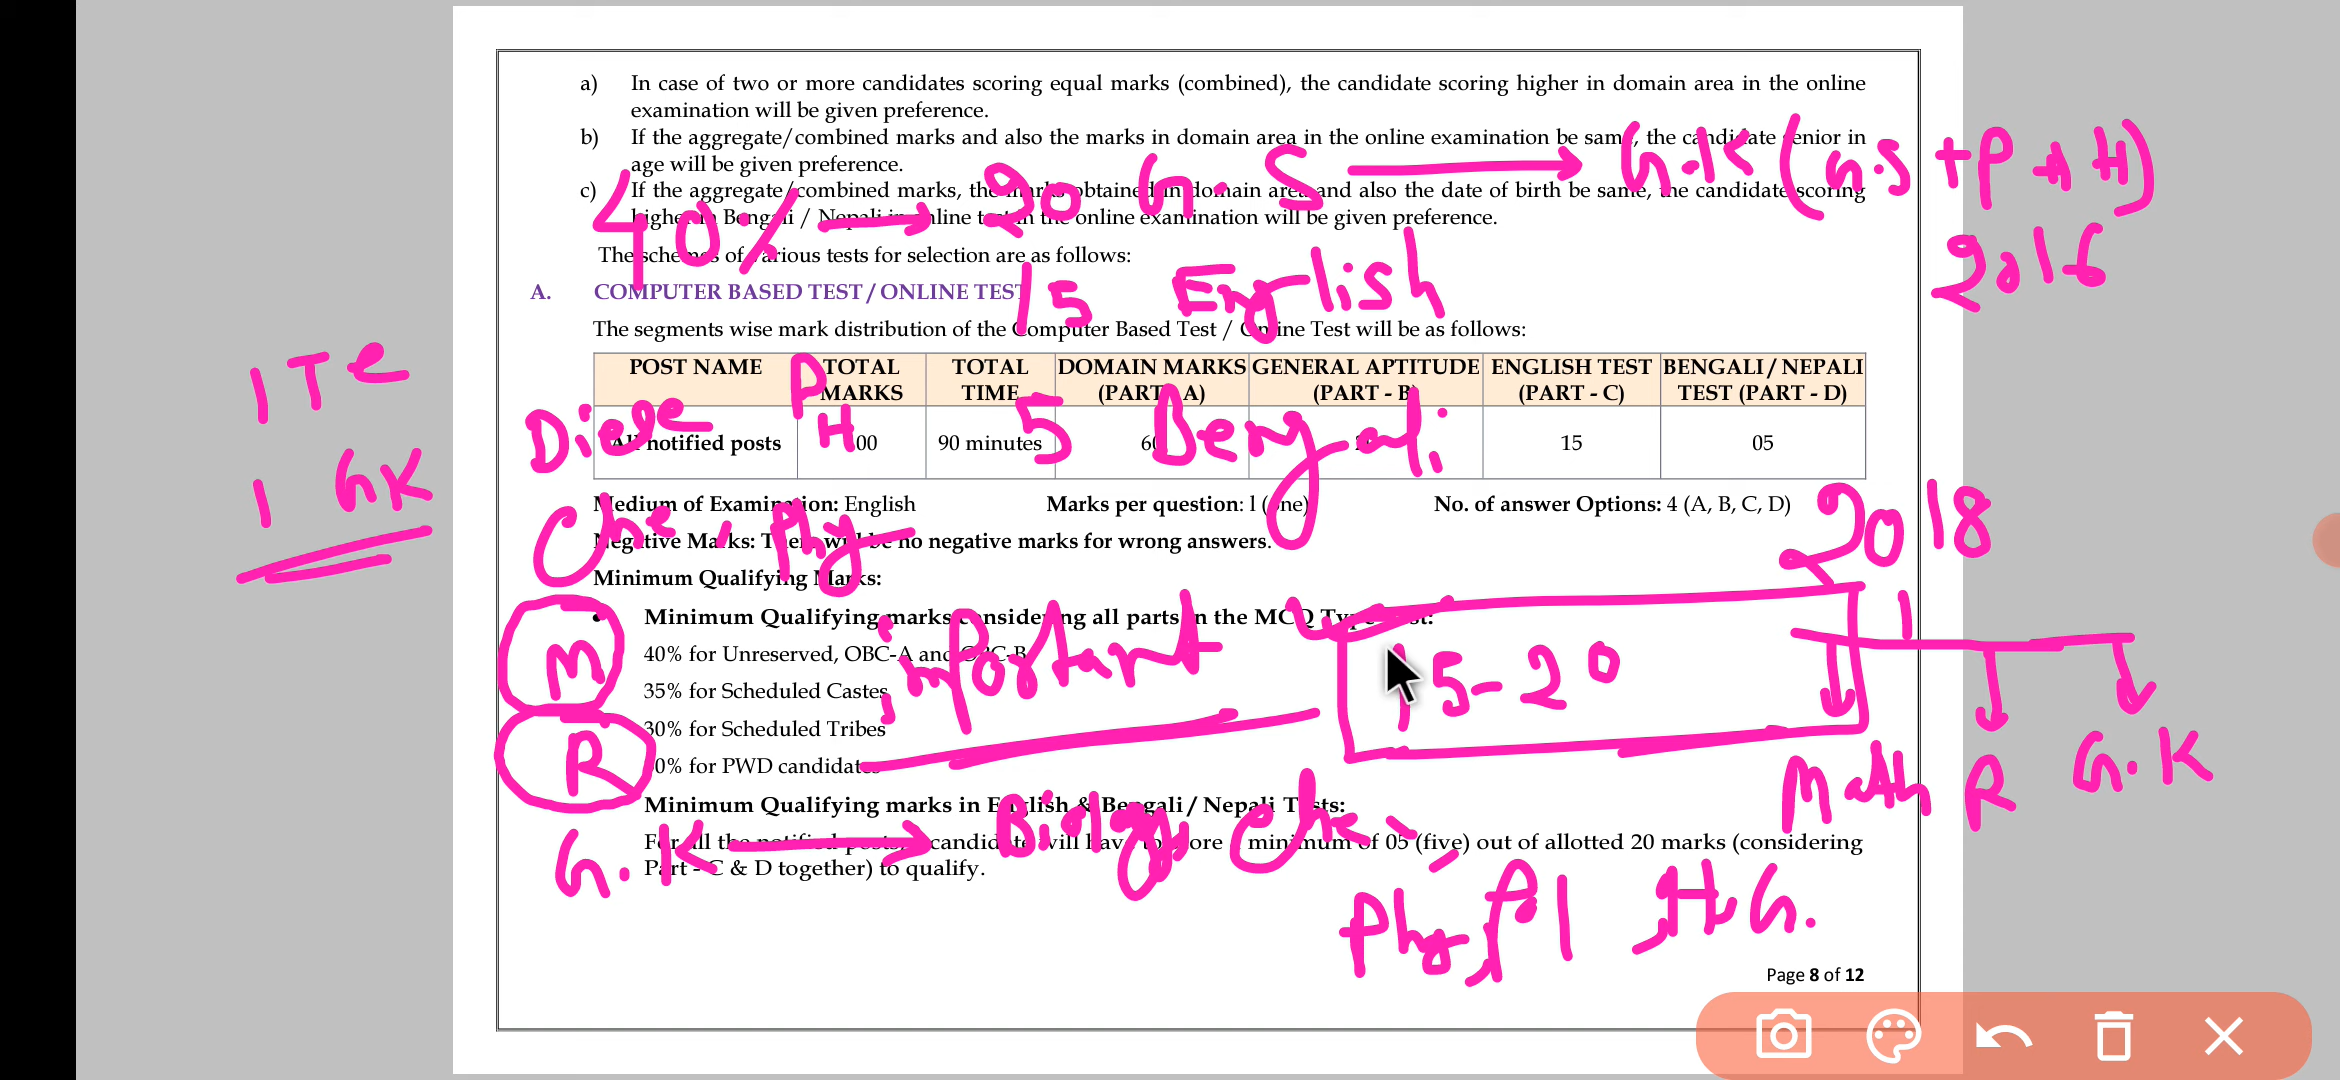 a) In case of two or more candidates scoring equal marks (combined), the candidate scoring higher in domain area in the online
examination will be given preference.
b) If the aggregate/combined marks and also the marks in domain area in the online examination be same, the candidate senior in
age will be given preference.
c) If the aggregate/combined marks, the marks obtained in domain area and also the date of birth be same, the candidate scoring
higher in Bengali / Nepali in online test in the online examination will be given preference.
40% → 20 G.S → G.K (G.S + P + H)
2016
The schemes of various tests for selection are as follows:
A. COMPUTER BASED TEST / ONLINE TEST
15 English
The segments wise mark distribution of the Computer Based Test / Online Test will be as follows:
POST NAME TOTAL MARKS TOTAL TIME DOMAIN MARKS (PART A) GENERAL APTITUDE (PART - B) ENGLISH TEST (PART - C) BENGALI / NEPALI TEST (PART - D)
All notified posts 00 90 minutes 60 15 05
P
H
5 Bengali
1 GK
Medium of Examination: English Marks per question: 1 (one) No. of answer Options: 4 (A, B, C, D)
2018
Che, Phy
Negative Marks: There will be no negative marks for wrong answers.
Minimum Qualifying Marks:
Minimum Qualifying marks considering all parts in the MCQ Type Test:
40% for Unreserved, OBC-A and OBC-B
35% for Scheduled Castes
30% for Scheduled Tribes
0% for PWD candidates
M
R
important
15-20
Math R G.K
Minimum Qualifying marks in English & Bengali / Nepali Tests:
For all the notified posts, candidate will have to score a minimum of 05 (five) out of allotted 20 marks (considering
Part - C & D together) to qualify.
G.K → Biology, Che,
Phy, Pol, H, G.
Page 8 of 12